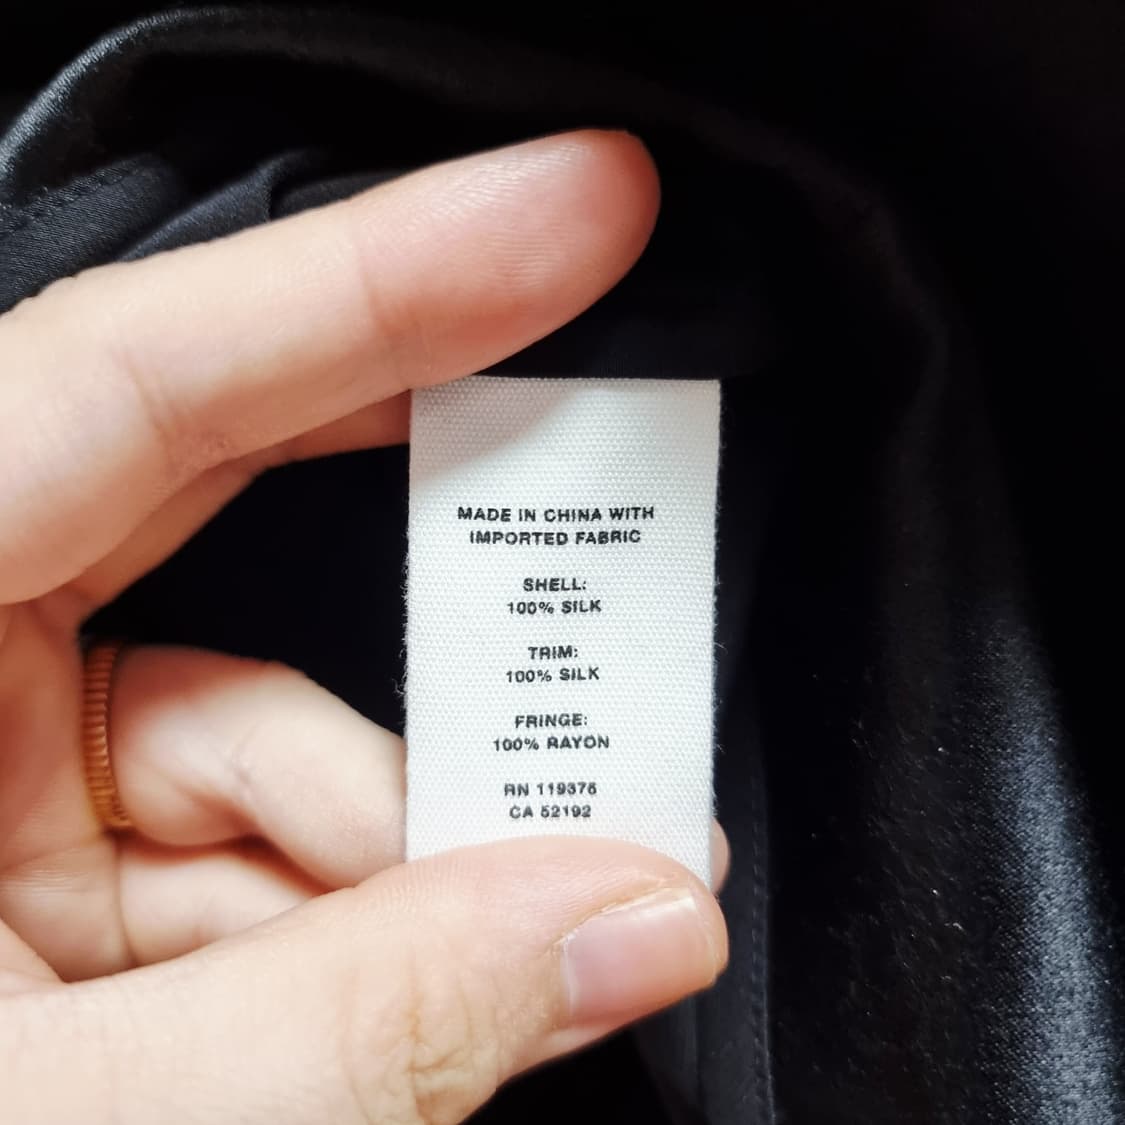 MADE IN CHINA WITH
IMPORTED FABRIC
SHELL:
100% SILK
TRIM:
100% SILK
FRINGE:
100% RAYON
RN 119376
CA 52192